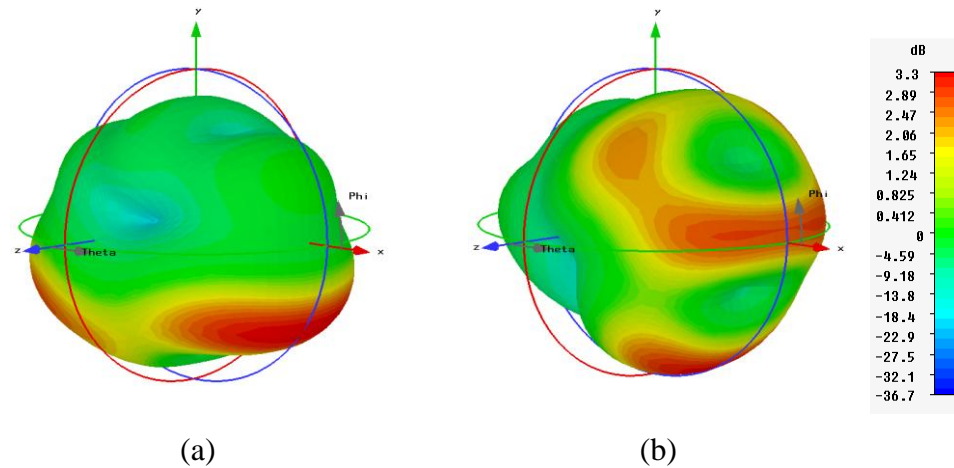 y
Phi
z
Theta
x
y
Phi
z
Theta
x
dB
3.3
2.89
2.47
2.06
1.65
1.24
0.825
0.412
0
-4.59
-9.18
-13.8
-18.4
-22.9
-27.5
-32.1
-36.7
(a)
(b)